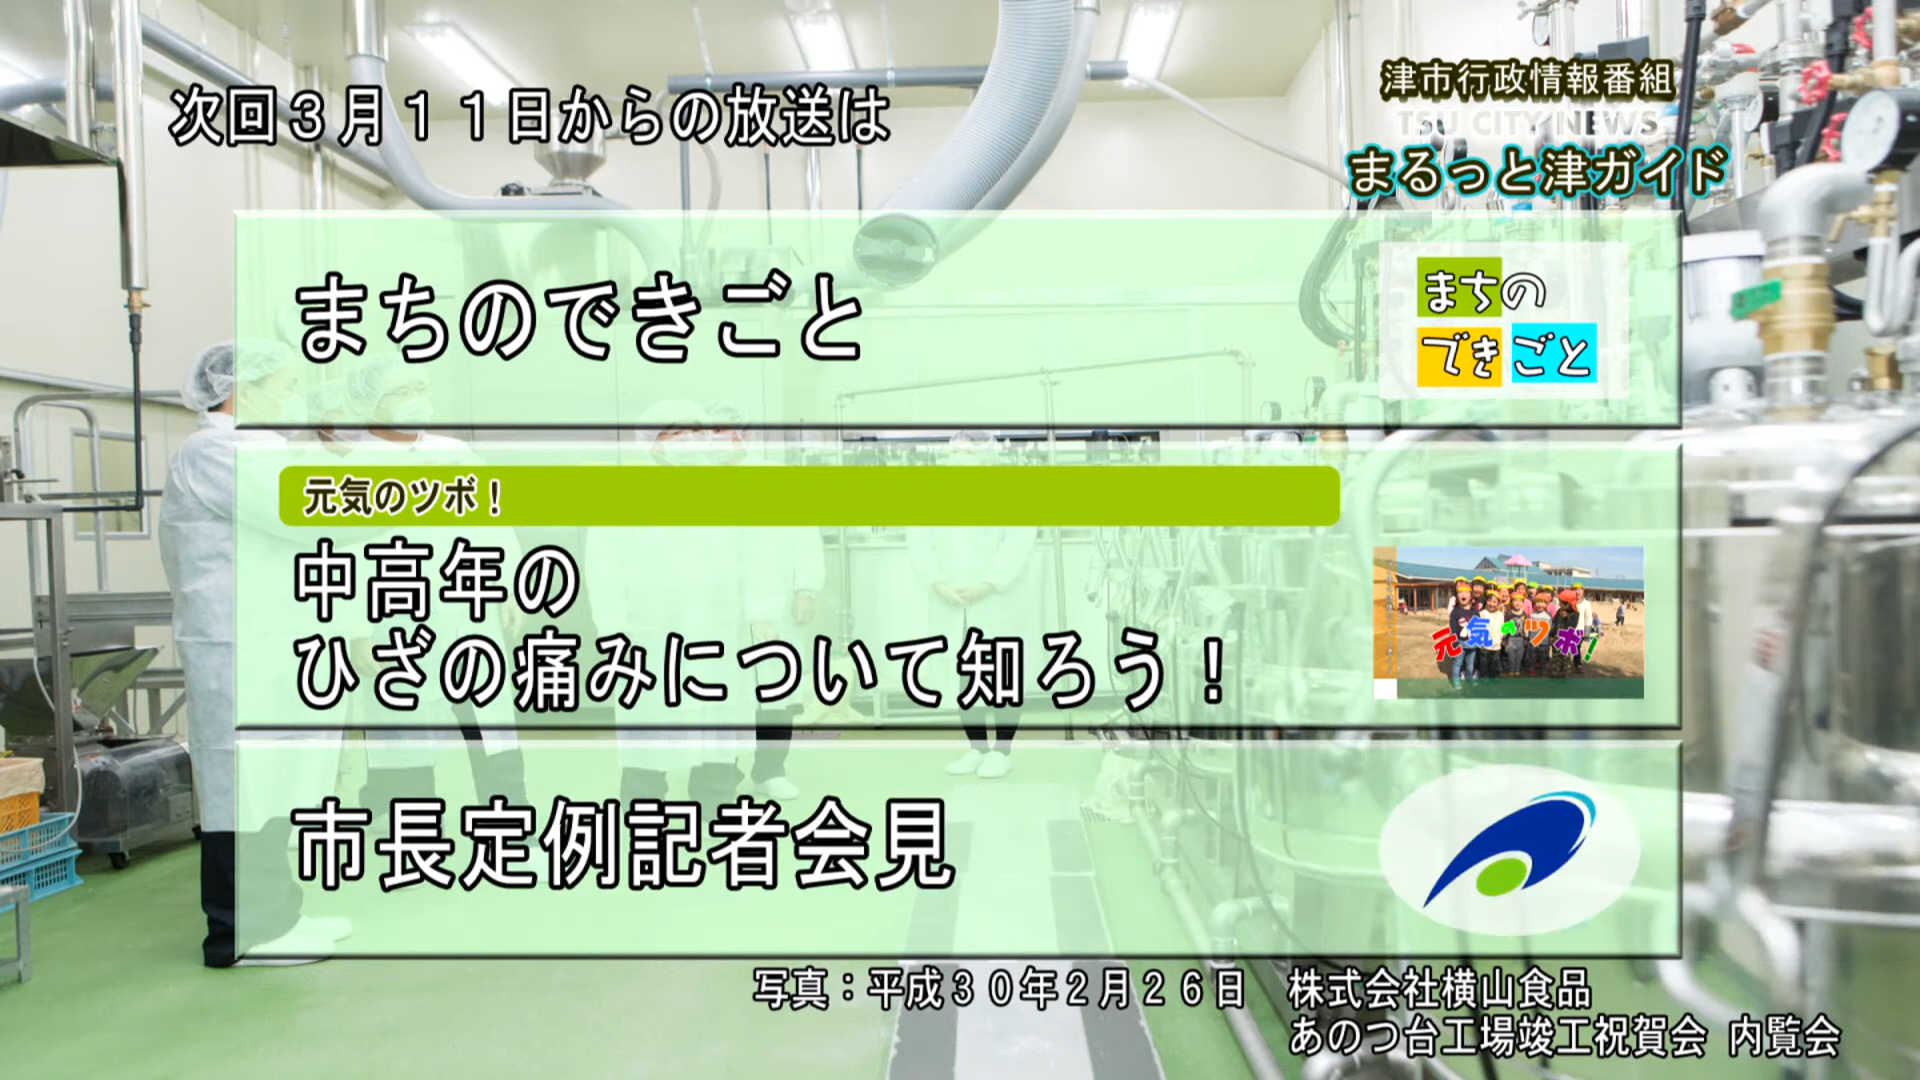 次回３月１１日からの放送は
津市行政情報番組
TSU CITY NEWS
まるっと津ガイド
まちのできごと
まちの
できごと
元気のツボ！
中高年の
ひざの痛みについて知ろう！
元気のツボ！
市長定例記者会見
写真：平成３０年２月２６日　株式会社横山食品
あのつ台工場竣工祝賀会 内覧会